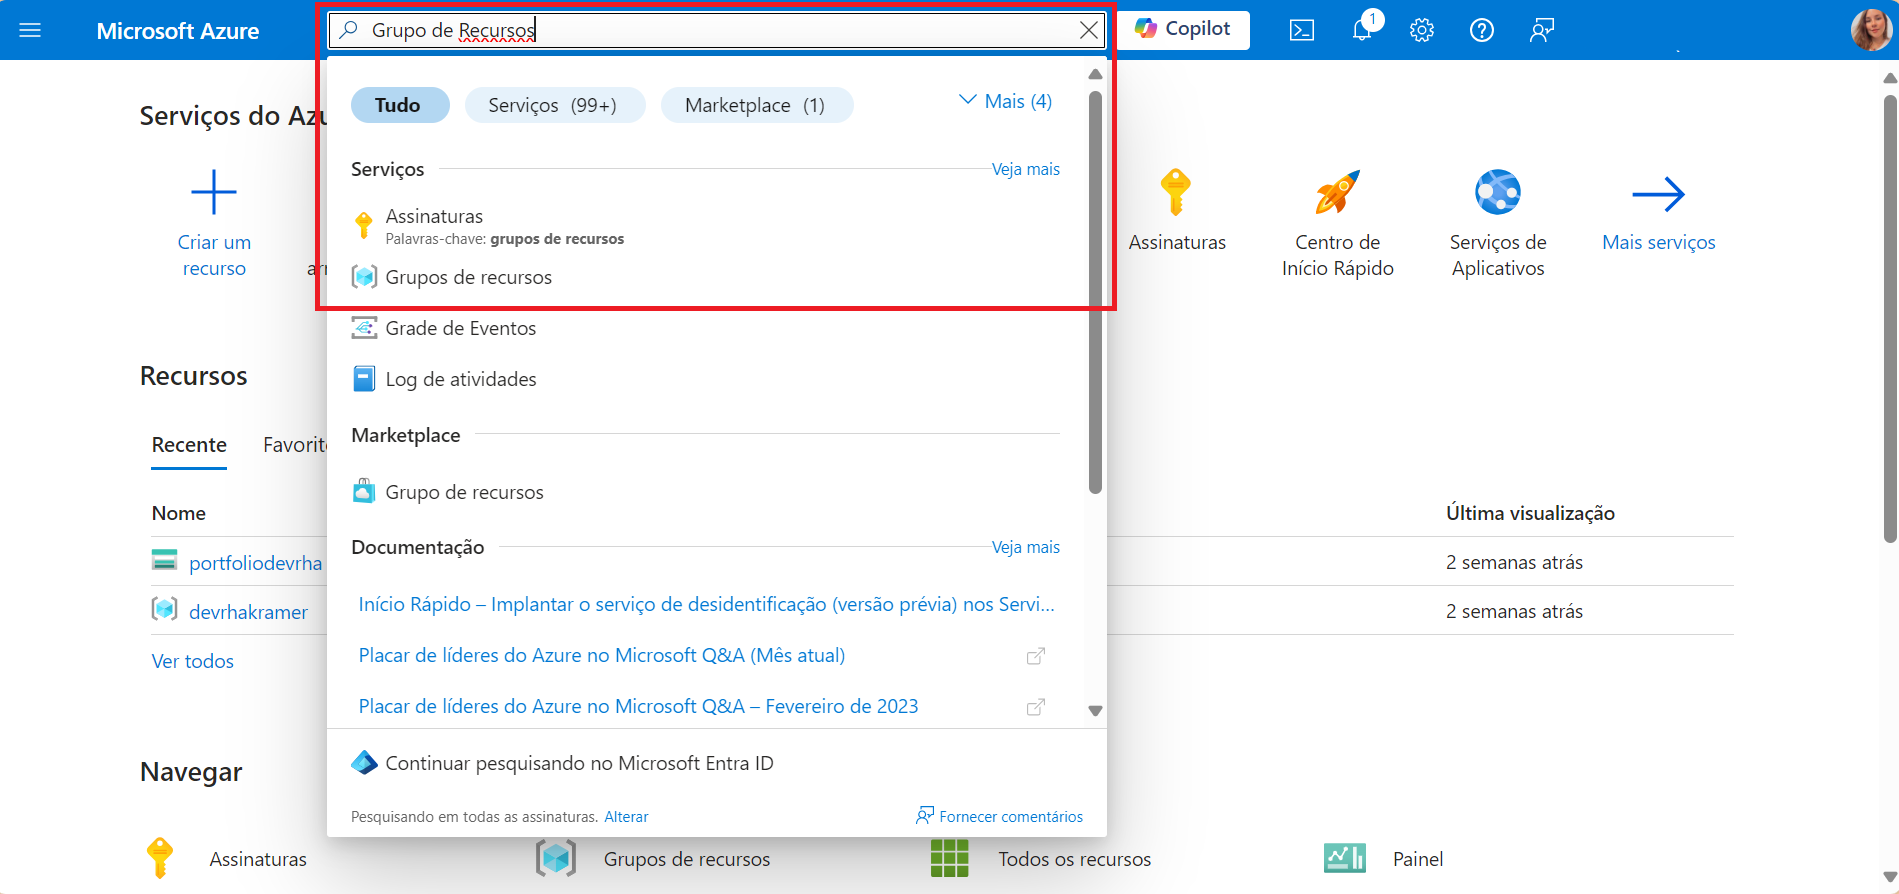 Microsoft Azure
Grupo de Recursos
Copilot
1
Tudo
Serviços (99+)
Marketplace (1)
Mais (4)
Serviços do Azu
Serviços
Veja mais
Assinaturas
Palavras-chave: grupos de recursos
Grupos de recursos
Grade de Eventos
Log de atividades
Marketplace
Grupo de recursos
Documentação
Veja mais
Início Rápido – Implantar o serviço de desidentificação (versão prévia) nos Servi...
Placar de líderes do Azure no Microsoft Q&A (Mês atual)
Placar de líderes do Azure no Microsoft Q&A – Fevereiro de 2023
Continuar pesquisando no Microsoft Entra ID
Pesquisando em todas as assinaturas. Alterar
Fornecer comentários
Criar um
recurso
Assinaturas
Centro de
Início Rápido
Serviços de
Aplicativos
Mais serviços
Recursos
Recente
Favorit
Nome
Última visualização
portfoliodevrha
2 semanas atrás
devrhakramer
2 semanas atrás
Ver todos
Navegar
Assinaturas
Grupos de recursos
Todos os recursos
Painel